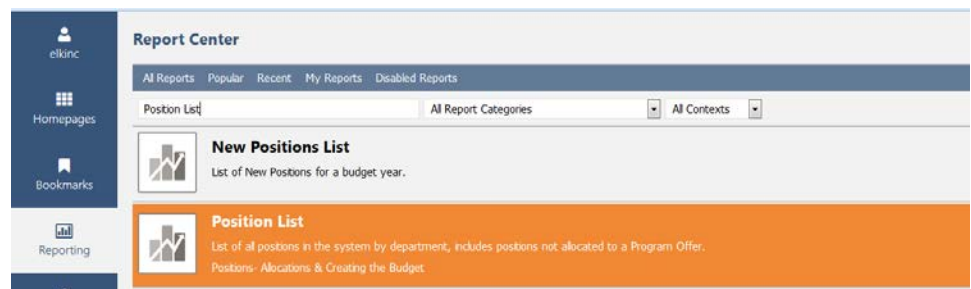 elkinc
Homepages
Bookmarks
Reporting
Report Center
All Reports Popular Recent My Reports Disabled Reports
Position List All Report Categories All Contexts
New Positions List
List of New Positions for a budget year.
Position List
List of all positions in the system by department, includes positions not allocated to a Program Offer.
Positions- Allocations & Creating the Budget